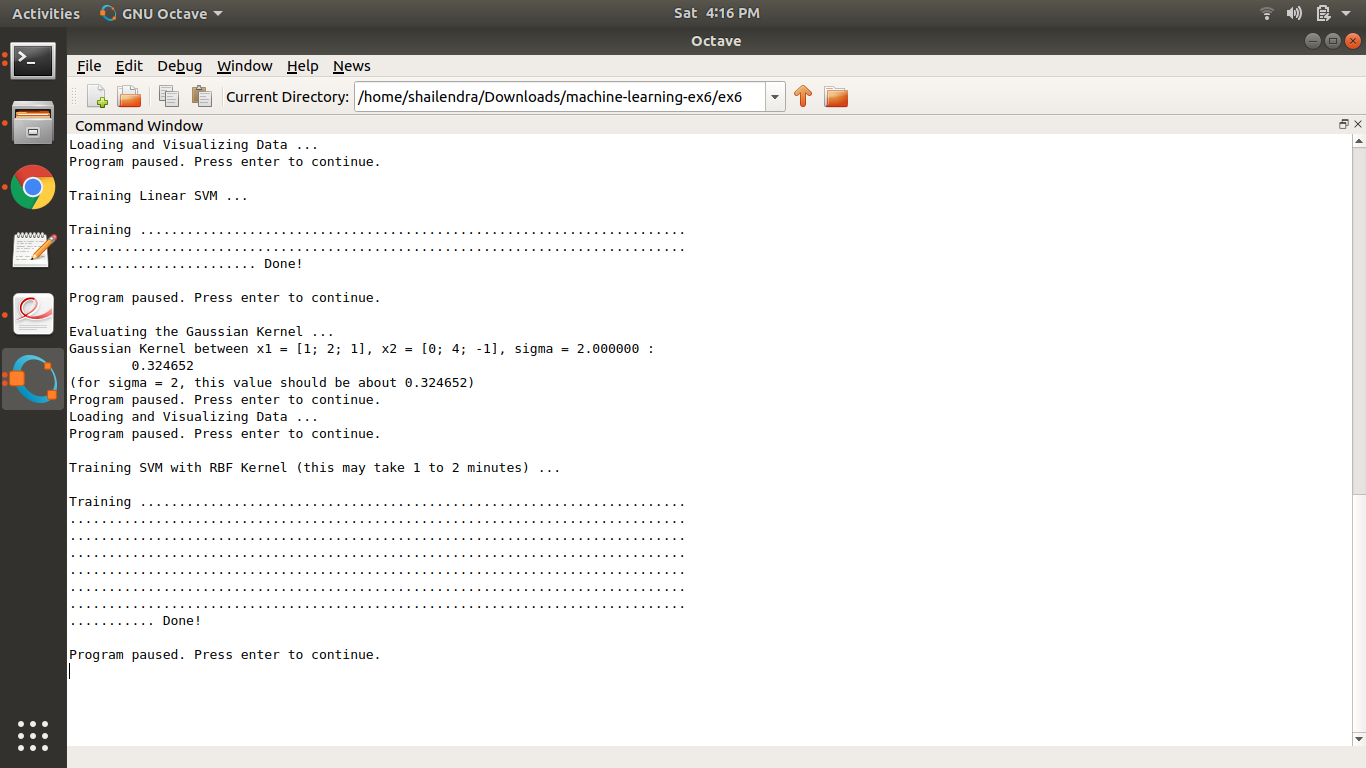 Activities GNU Octave Sat 4:16 PM
Octave
File Edit Debug Window Help News
Current Directory: /home/shailendra/Downloads/machine-learning-ex6/ex6
Command Window
Loading and Visualizing Data ...
Program paused. Press enter to continue.
Training Linear SVM ...
Training ......................................................................
...............................................................................
........................ Done!
Program paused. Press enter to continue.
Evaluating the Gaussian Kernel ...
Gaussian Kernel between x1 = [1; 2; 1], x2 = [0; 4; -1], sigma = 2.000000 :
0.324652
(for sigma = 2, this value should be about 0.324652)
Program paused. Press enter to continue.
Loading and Visualizing Data ...
Program paused. Press enter to continue.
Training SVM with RBF Kernel (this may take 1 to 2 minutes) ...
Training ......................................................................
...............................................................................
...............................................................................
...............................................................................
...............................................................................
...............................................................................
...............................................................................
........... Done!
Program paused. Press enter to continue.